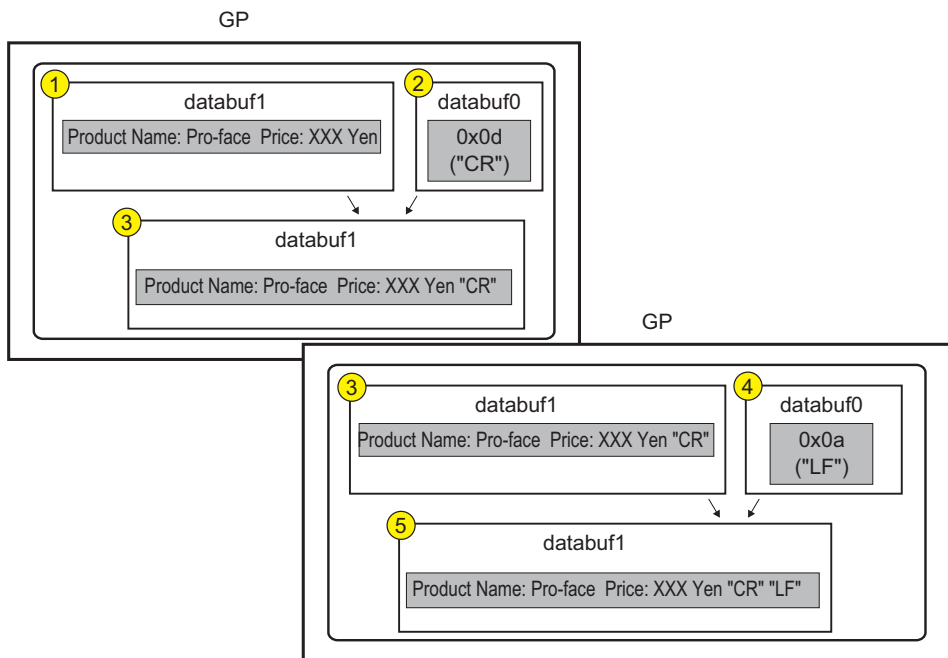 GP
1
databuf1
Product Name: Pro-face Price: XXX Yen
2
databuf0
0x0d
("CR")
3
databuf1
Product Name: Pro-face Price: XXX Yen "CR"
GP
3
databuf1
Product Name: Pro-face Price: XXX Yen "CR"
4
databuf0
0x0a
("LF")
5
databuf1
Product Name: Pro-face Price: XXX Yen "CR" "LF"